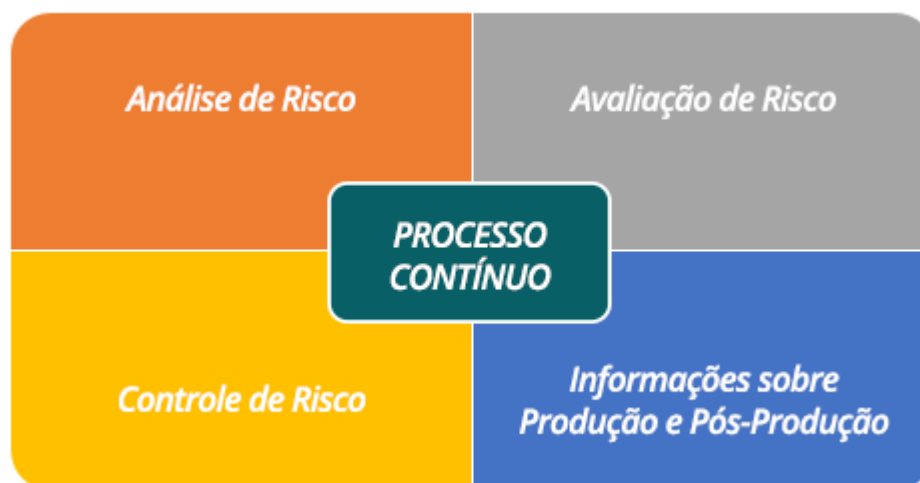 Análise de Risco
Avaliação de Risco
PROCESSO
CONTÍNUO
Controle de Risco
Informações sobre
Produção e Pós-Produção